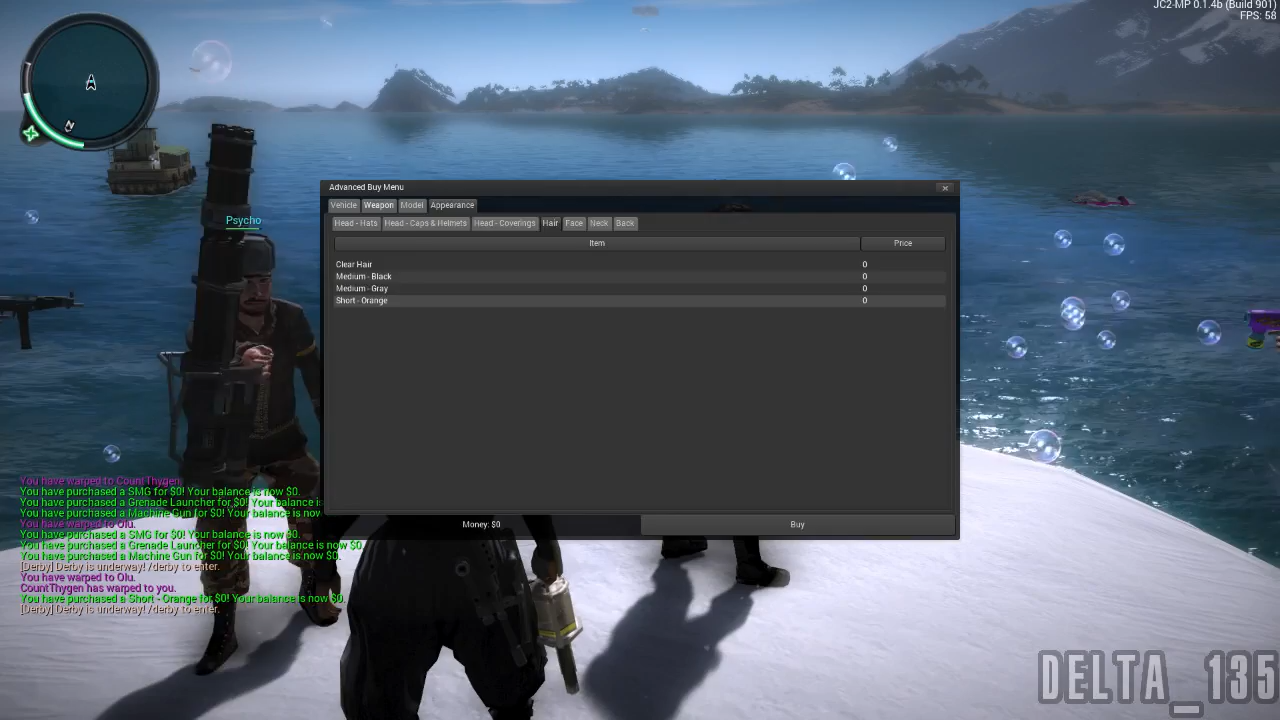 JC2-MP 0.1.4b (Build 901)
FPS: 58
Psycho
Advanced Buy Menu
Vehicle Weapon Model Appearance
Head - Hats Head - Caps & Helmets Head - Coverings Hair Face Neck Back
Item Price
Clear Hair 0
Medium - Black 0
Medium - Gray 0
Short - Orange 0
Money: $0 Buy
You have warped to CountThygen.
You have purchased a SMG for $0! Your balance is now $0.
You have purchased a Grenade Launcher for $0! Your balance is
You have purchased a Machine Gun for $0! Your balance is now
You have warped to Olu.
You have purchased a SMG for $0! Your balance is now $0.
You have purchased a Grenade Launcher for $0! Your balance is now $0.
You have purchased a Machine Gun for $0! Your balance is now $0.
[Derby] Derby is underway! /derby to enter.
You have warped to Olu.
CountThygen has warped to you.
You have purchased a Short - Orange for $0! Your balance is now $0.
[Derby] Derby is underway! /derby to enter.
DELTA_135